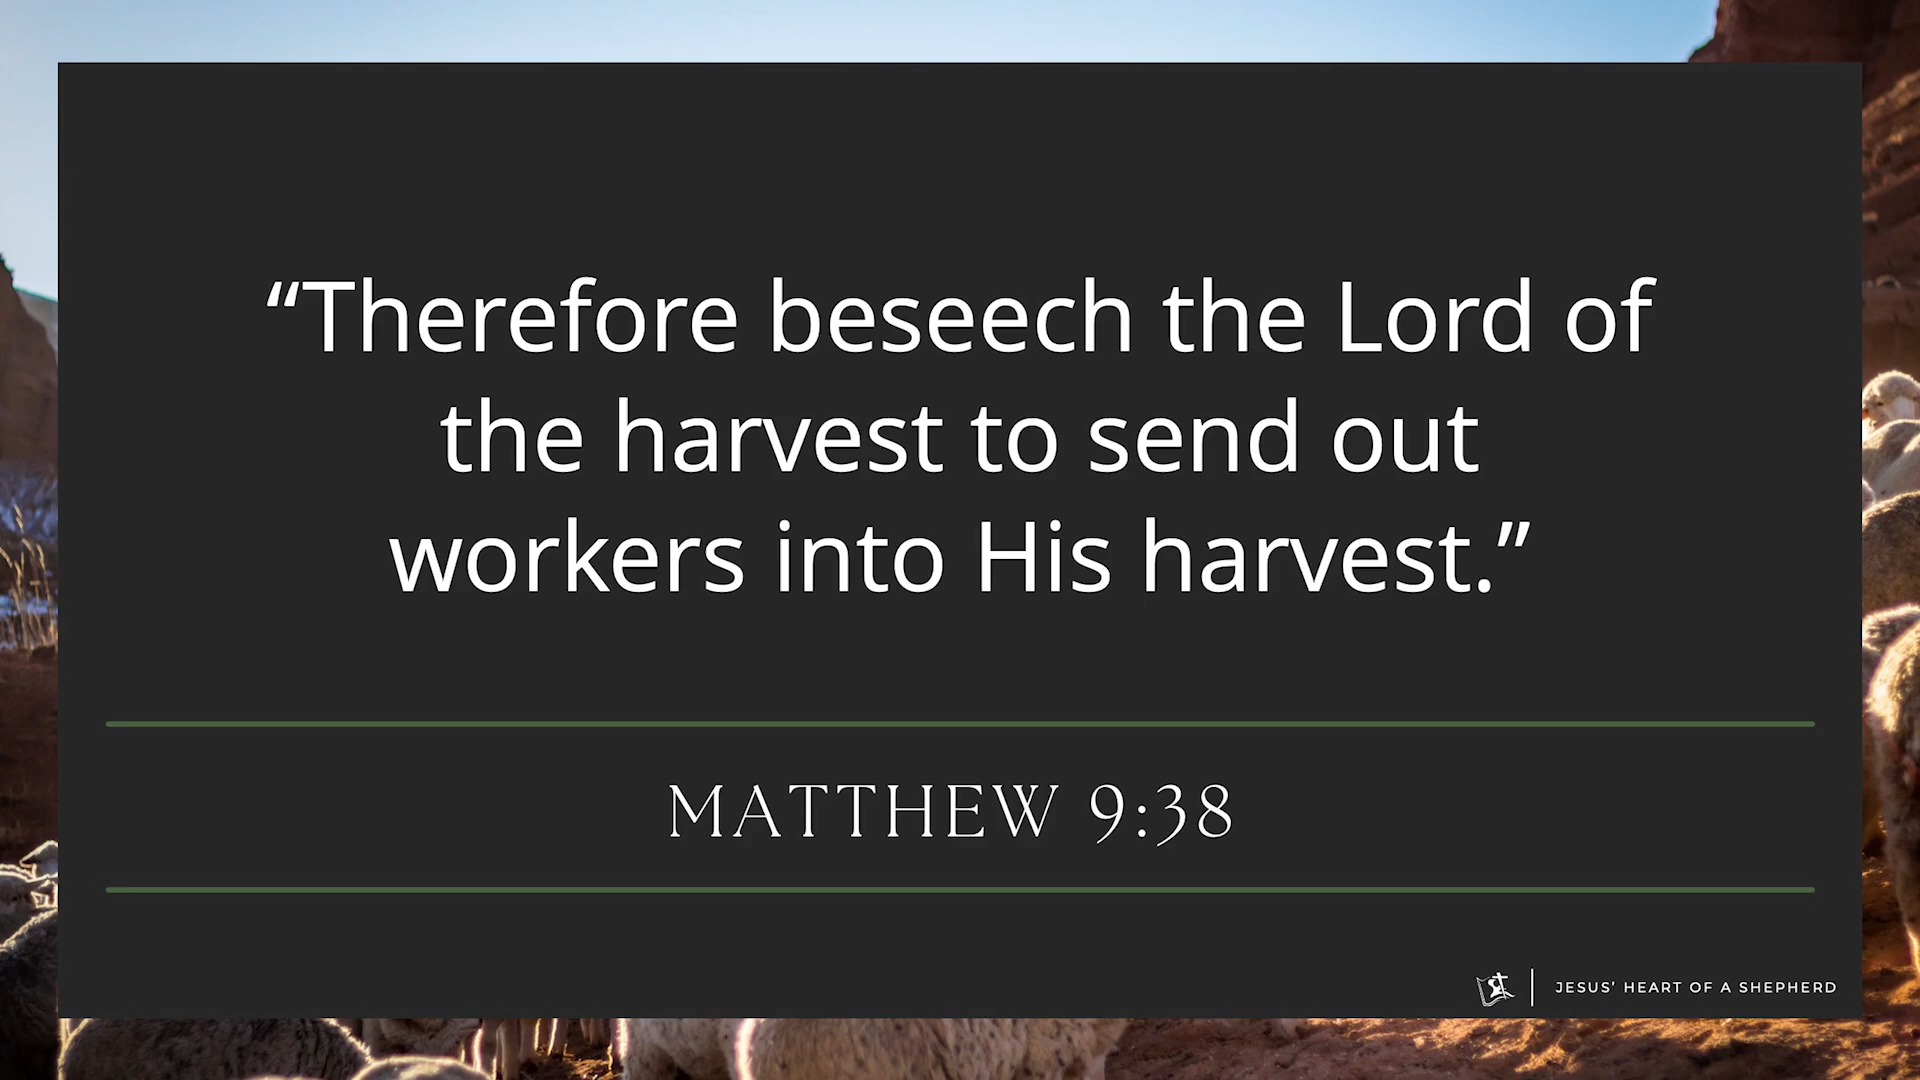 “Therefore beseech the Lord of
the harvest to send out
workers into His harvest.”
MATTHEW 9:38
JESUS’ HEART OF A SHEPHERD